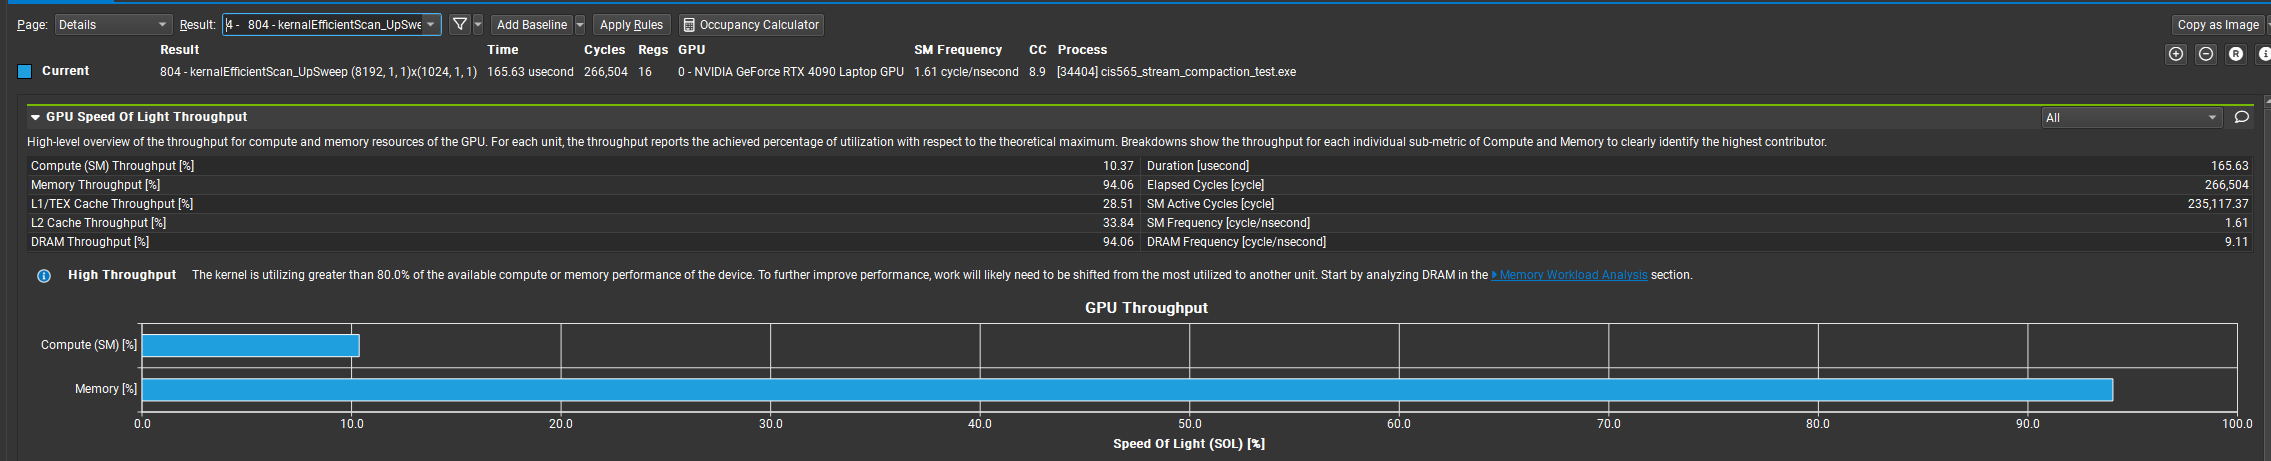 Page: Details Result: 4 - 804 - kernalEfficientScan_UpSwe Add Baseline Apply Rules Occupancy Calculator Copy as Image
Result Time Cycles Regs GPU SM Frequency CC Process
Current 804 - kernalEfficientScan_UpSweep (8192, 1, 1)x(1024, 1, 1) 165.63 usecond 266,504 16 0 - NVIDIA GeForce RTX 4090 Laptop GPU 1.61 cycle/nsecond 8.9 [34404] cis565_stream_compaction_test.exe
R
GPU Speed Of Light Throughput All
High-level overview of the throughput for compute and memory resources of the GPU. For each unit, the throughput reports the achieved percentage of utilization with respect to the theoretical maximum. Breakdowns show the throughput for each individual sub-metric of Compute and Memory to clearly identify the highest contributor.
Compute (SM) Throughput [%] 10.37 Duration [usecond] 165.63
Memory Throughput [%] 94.06 Elapsed Cycles [cycle] 266,504
L1/TEX Cache Throughput [%] 28.51 SM Active Cycles [cycle] 235,117.37
L2 Cache Throughput [%] 33.84 SM Frequency [cycle/nsecond] 1.61
DRAM Throughput [%] 94.06 DRAM Frequency [cycle/nsecond] 9.11
High Throughput The kernel is utilizing greater than 80.0% of the available compute or memory performance of the device. To further improve performance, work will likely need to be shifted from the most utilized to another unit. Start by analyzing DRAM in the Memory Workload Analysis section.
GPU Throughput
Compute (SM) [%]
Memory [%]
0.0 10.0 20.0 30.0 40.0 50.0 60.0 70.0 80.0 90.0 100.0
Speed Of Light (SOL) [%]